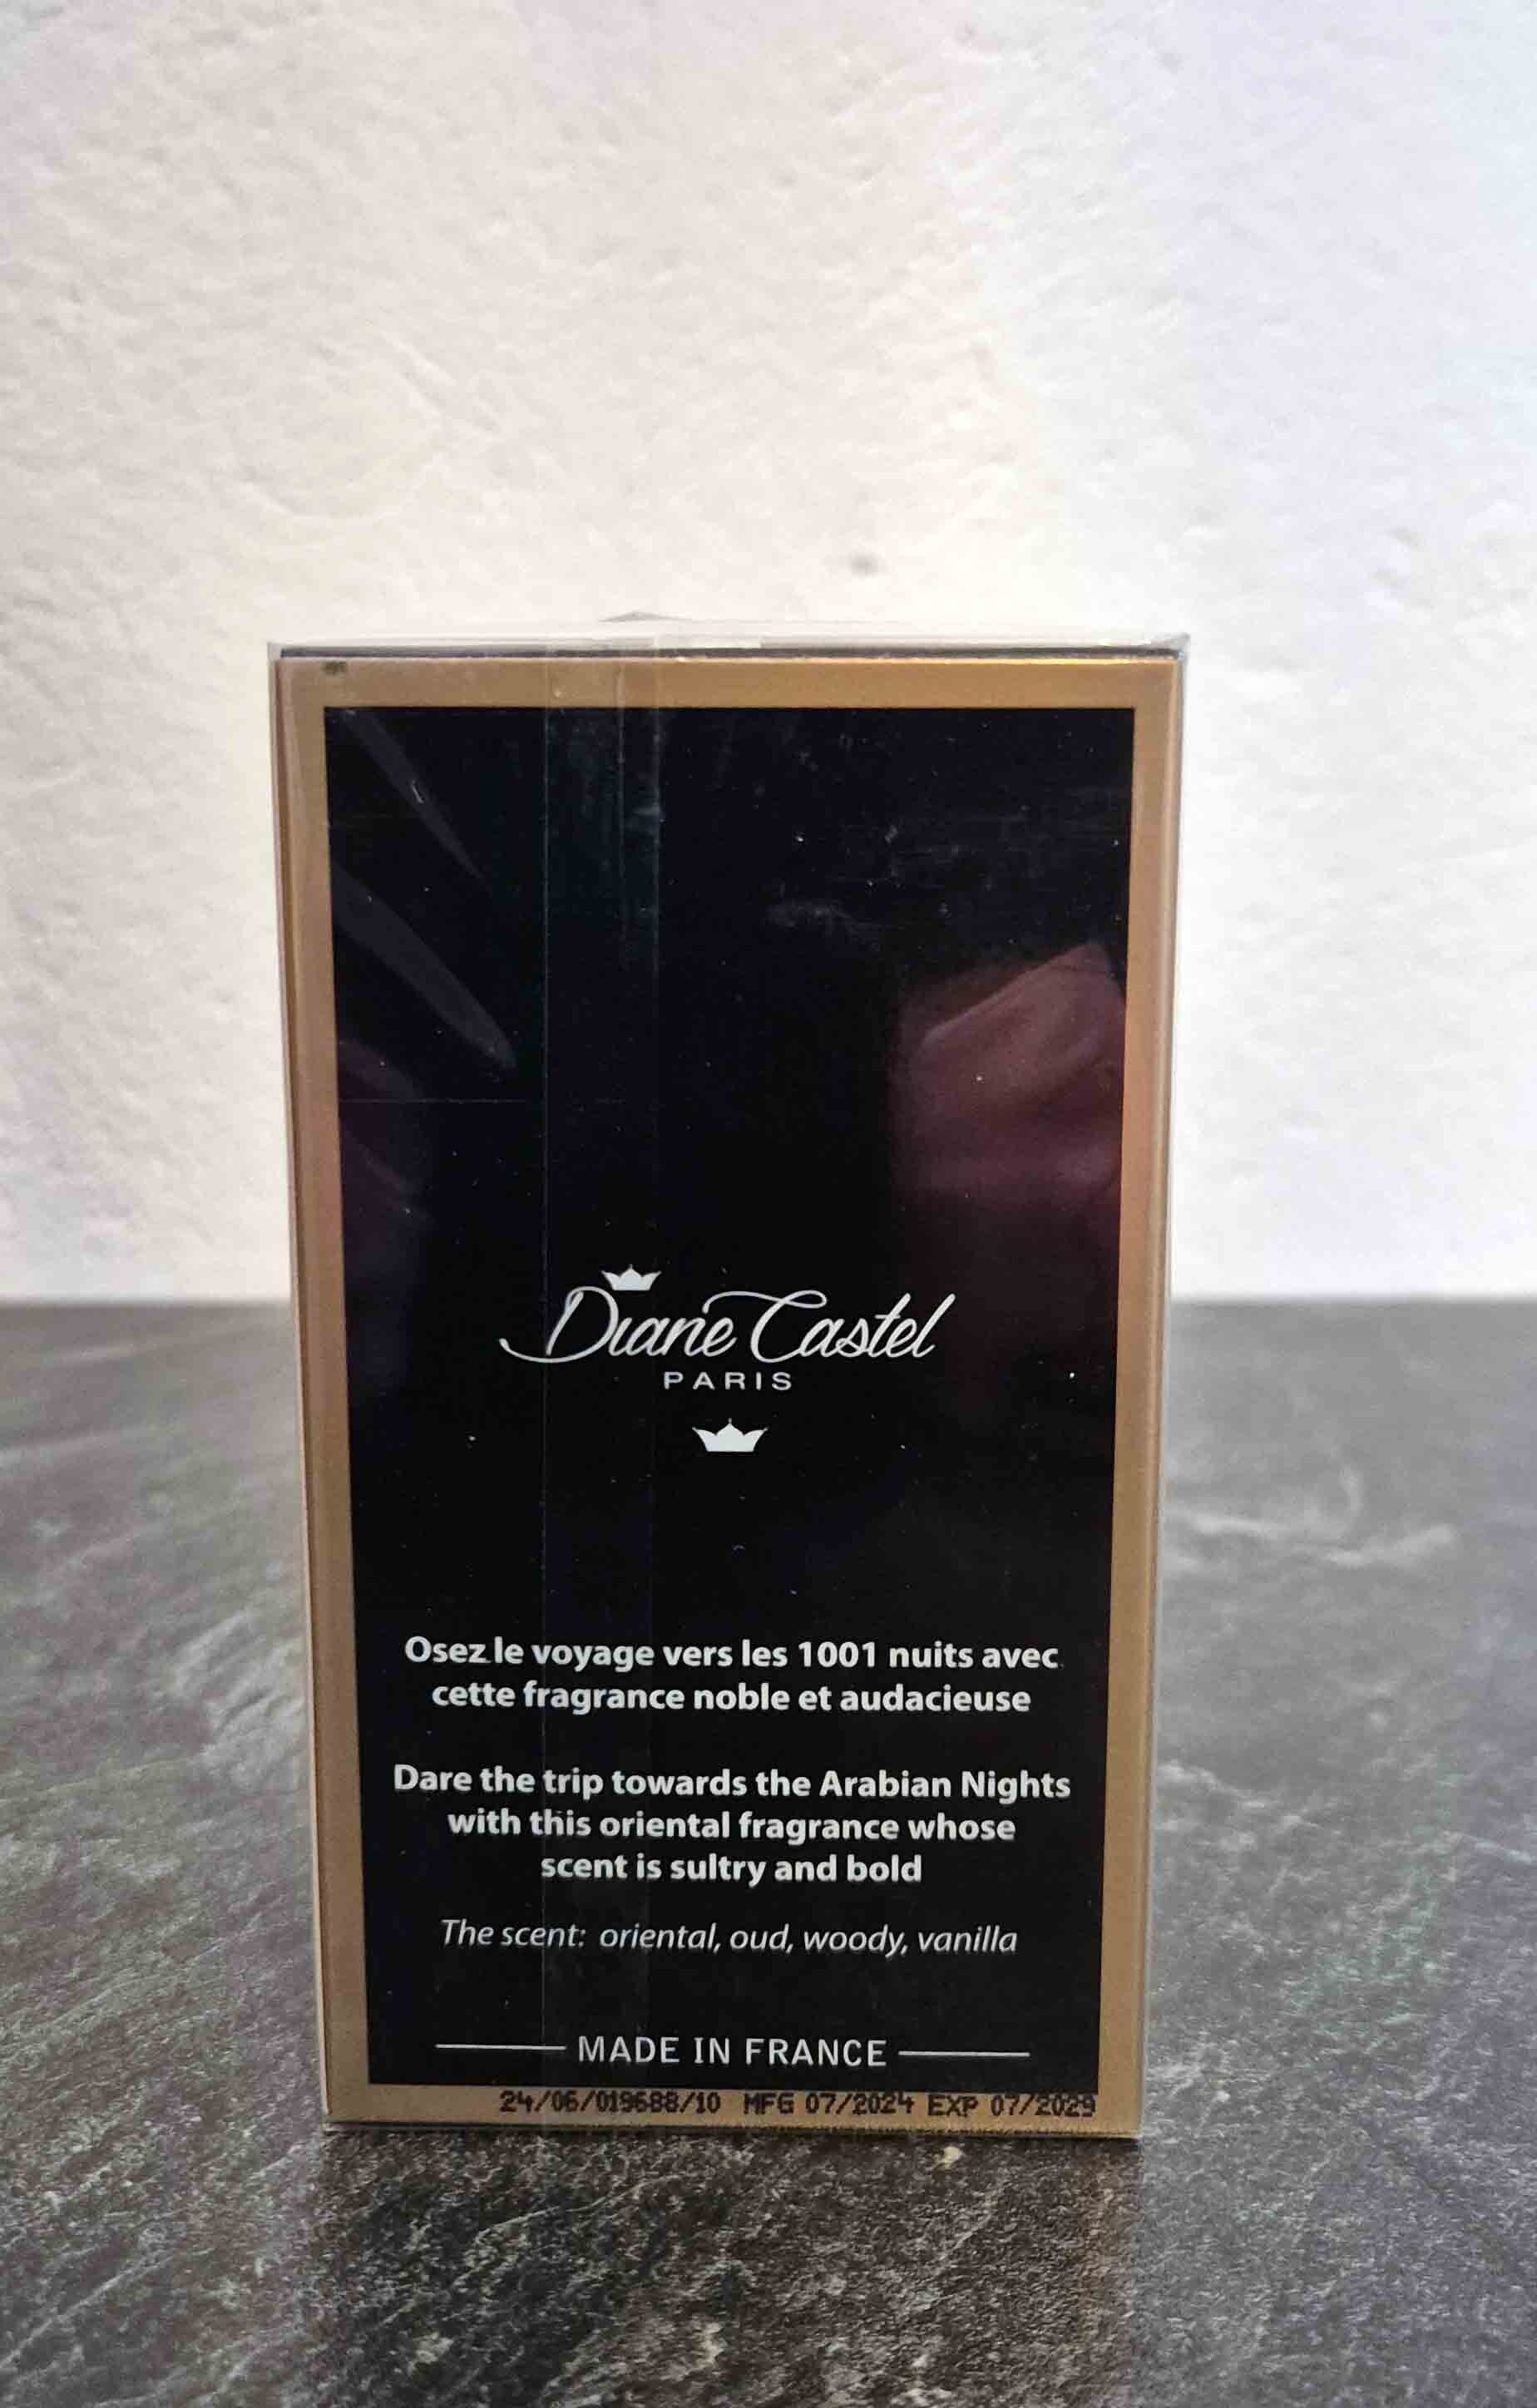 Diane Castel
PARIS
Osez le voyage vers les 1001 nuits avec
cette fragrance noble et audacieuse
Dare the trip towards the Arabian Nights
with this oriental fragrance whose
scent is sultry and bold
The scent: oriental, oud, woody, vanilla
MADE IN FRANCE
24/06/019688/10 MFG 07/2024 EXP 07/2029